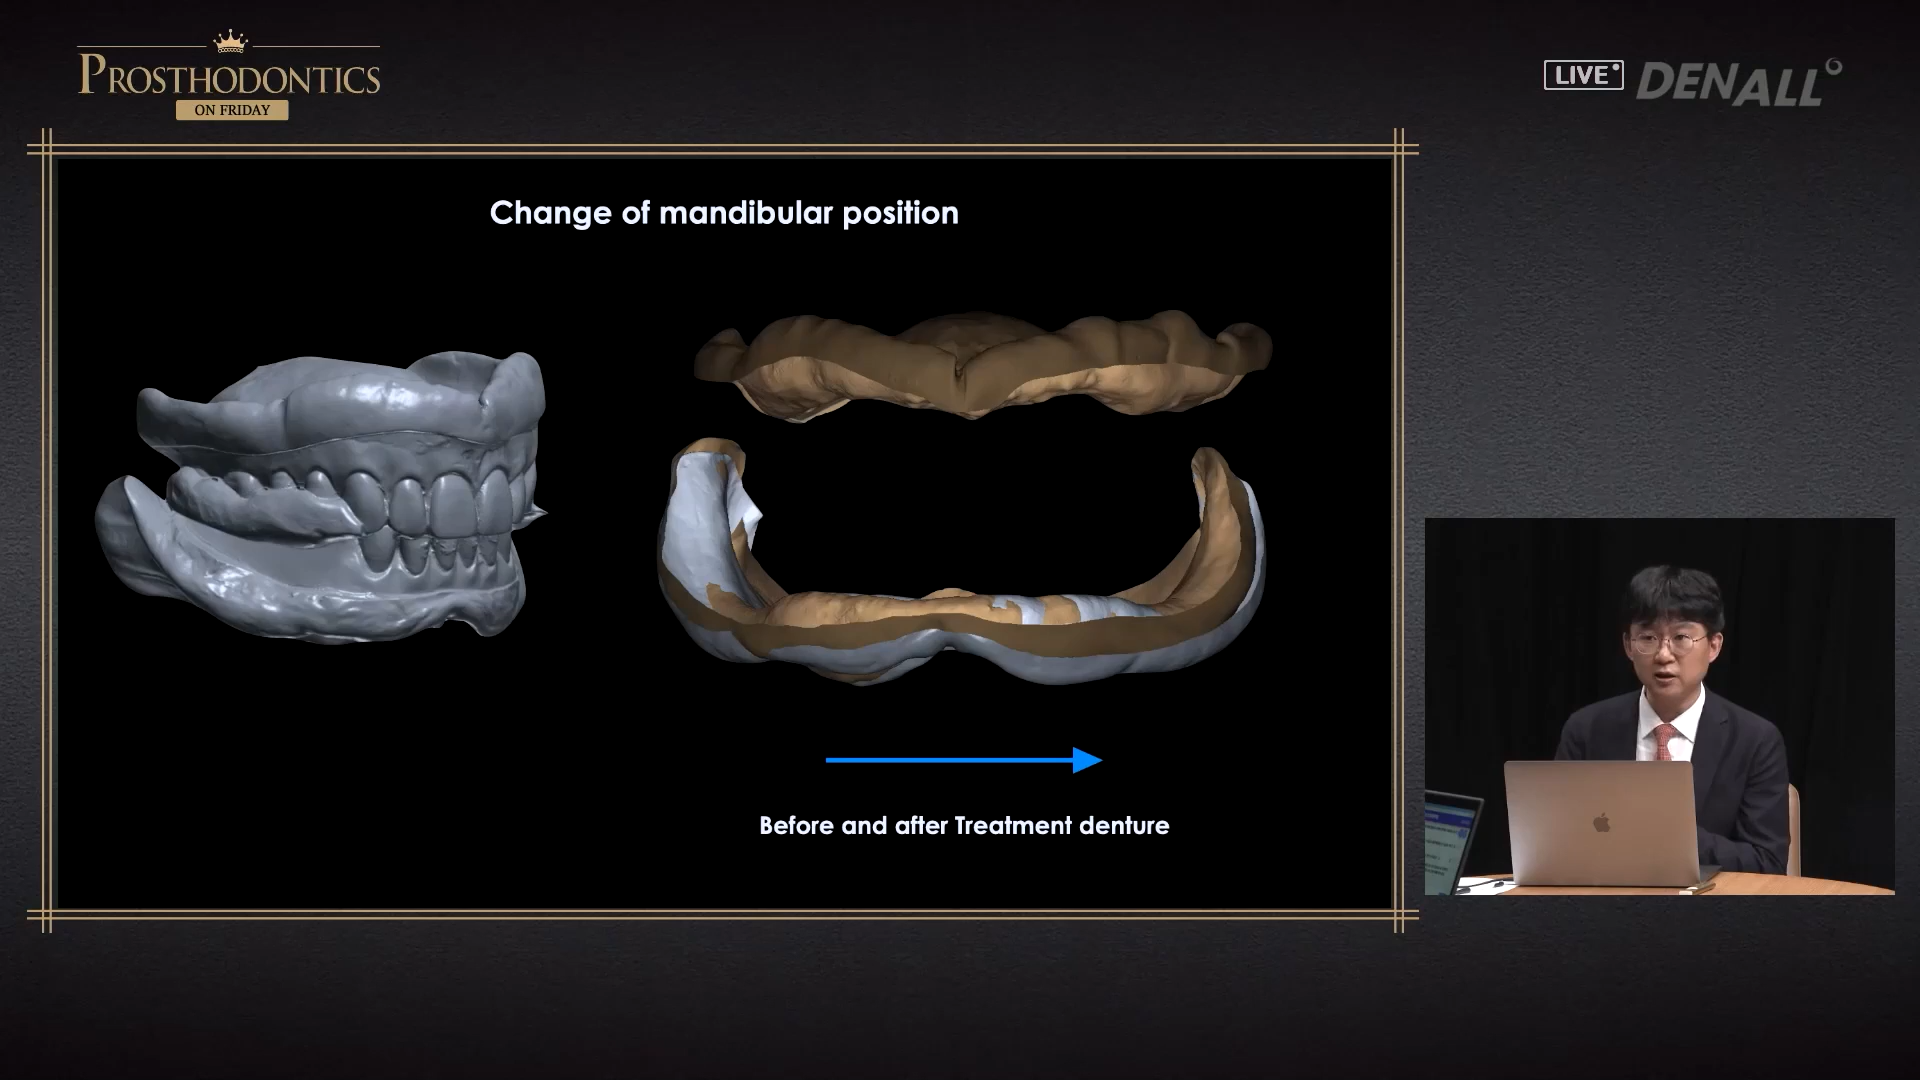 PROSTHODONTICS
ON FRIDAY
LIVE
DENALL
Change of mandibular position
Before and after Treatment denture